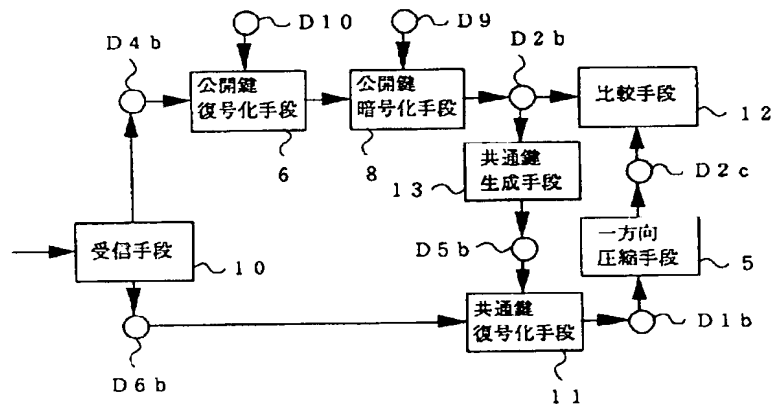 D10
D9
D4b
D2b
公開鍵
復号化手段
公開鍵
暗号化手段
比較手段
12
6
8
共通鍵
生成手段
13
D2c
受信手段
10
D5b
一方向
圧縮手段
5
共通鍵
復号化手段
D1b
D6b
11